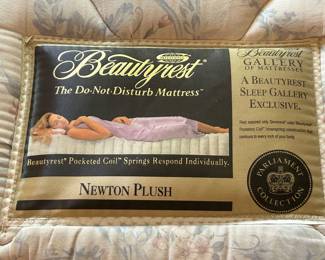 Beautyrest®
The Do-Not-Disturb Mattress™
Beautyrest® Pocketed Coil™ Springs Respond Individually.
NEWTON PLUSH
Beautyrest
GALLERY
OF MATTRESSES
A BEAUTYREST
SLEEP GALLERY
EXCLUSIVE.
PARLIAMENT
COLLECTION